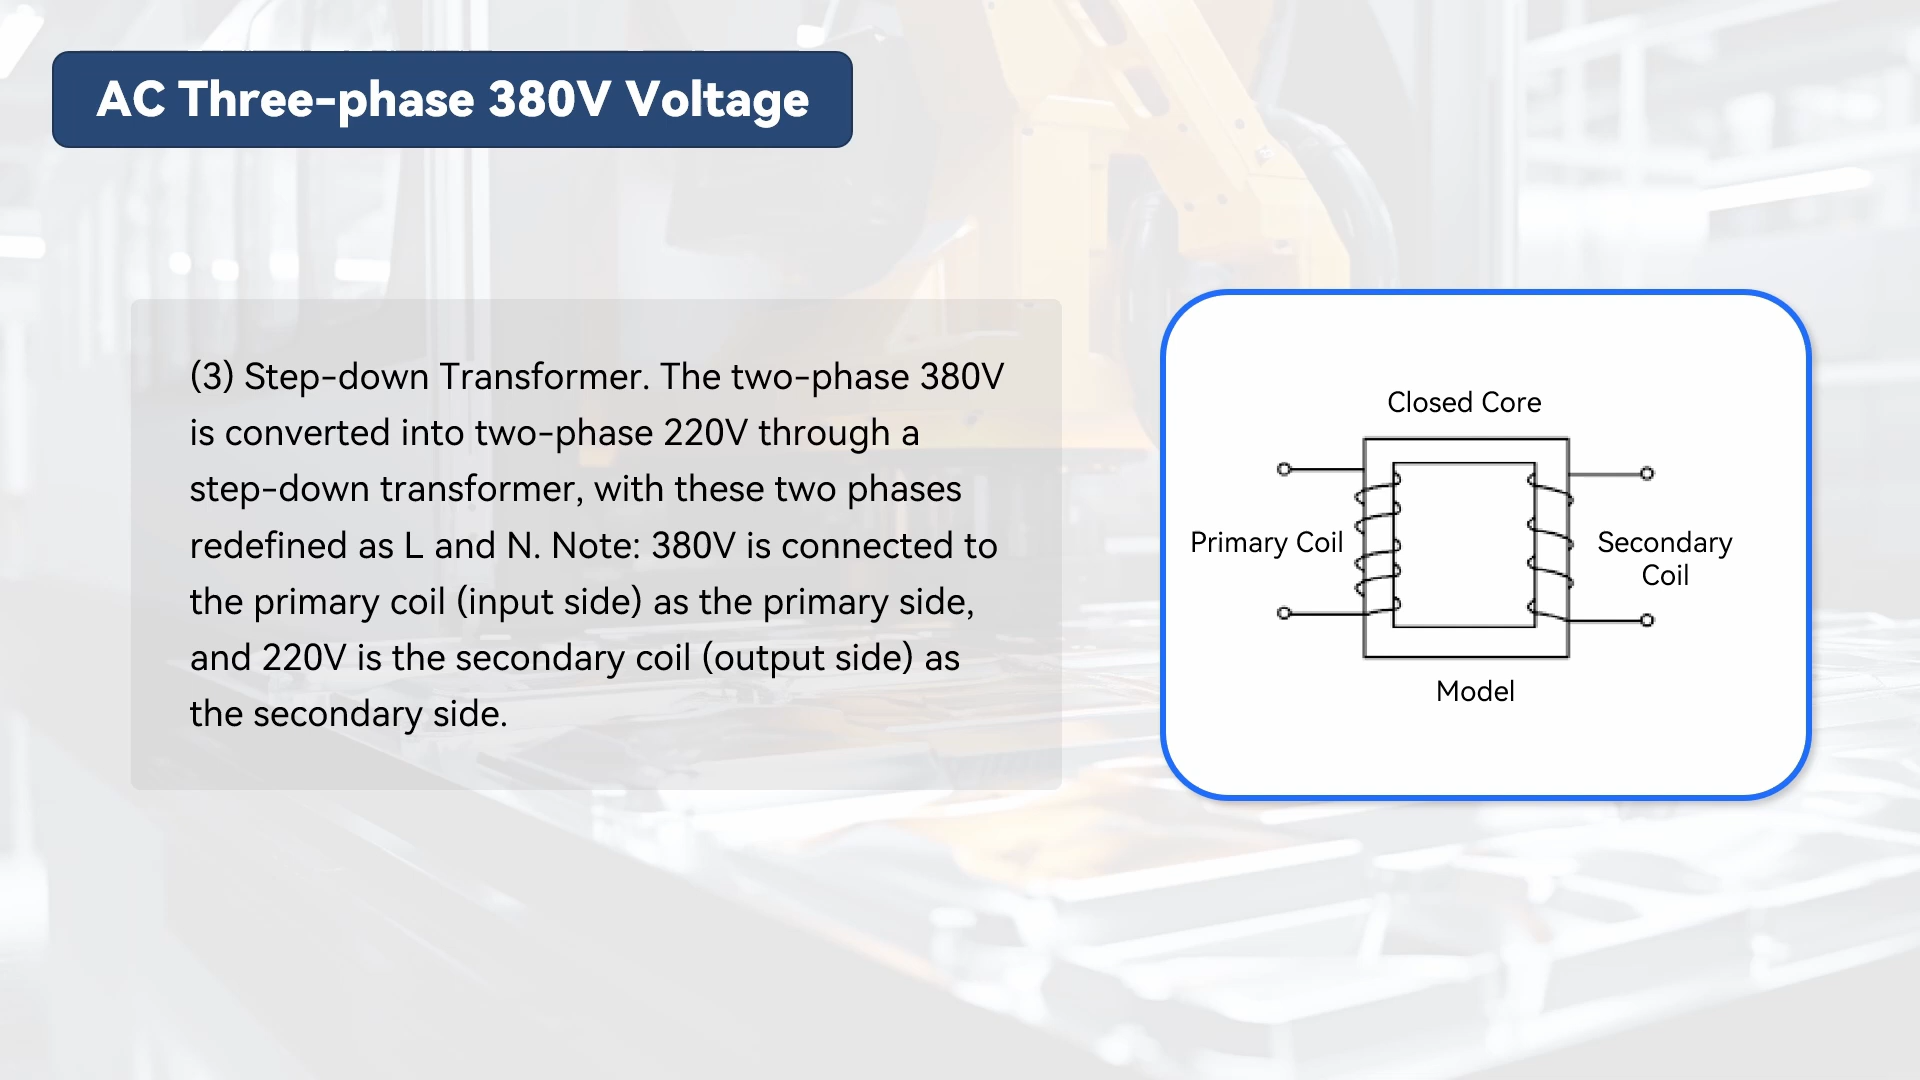 AC Three-phase 380V Voltage
(3) Step-down Transformer. The two-phase 380V
is converted into two-phase 220V through a
step-down transformer, with these two phases
redefined as L and N. Note: 380V is connected to
the primary coil (input side) as the primary side,
and 220V is the secondary coil (output side) as
the secondary side.
Closed Core
Primary Coil
Secondary
Coil
Model